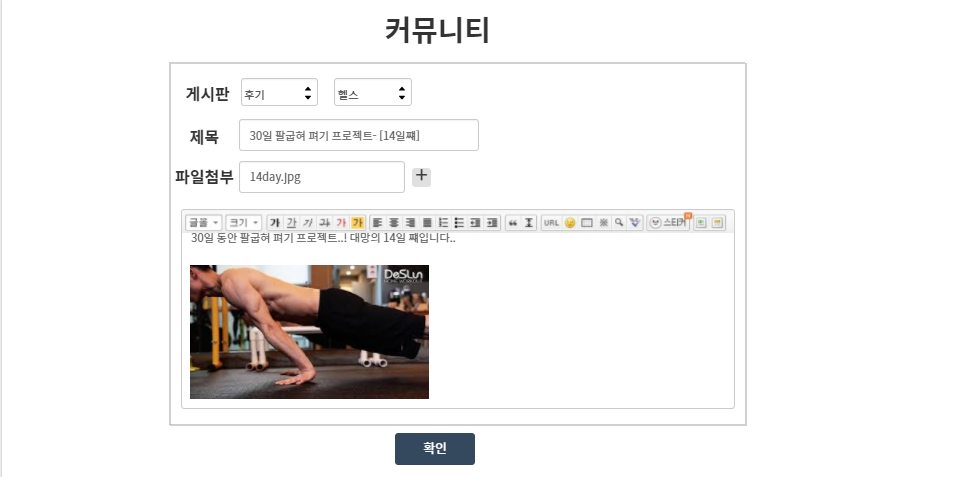 커뮤니티
게시판 후기 헬스
제목 30일 팔굽혀 펴기 프로젝트- [14일째]
파일첨부 14day.jpg +
글꼴 크기 가 가 가 가 가 가 URL 스티커
30일 동안 팔굽혀 펴기 프로젝트..! 대망의 14일 째입니다..
DeSlun
HOME WORKOUT
확인